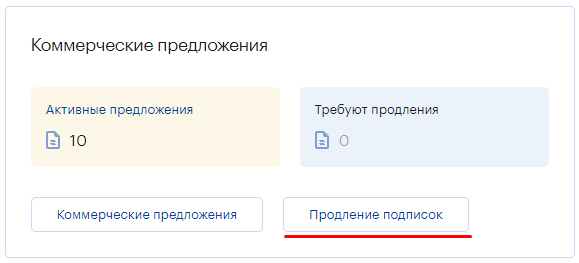 Коммерческие предложения
Активные предложения
10
Требуют продления
0
Коммерческие предложения
Продление подписок